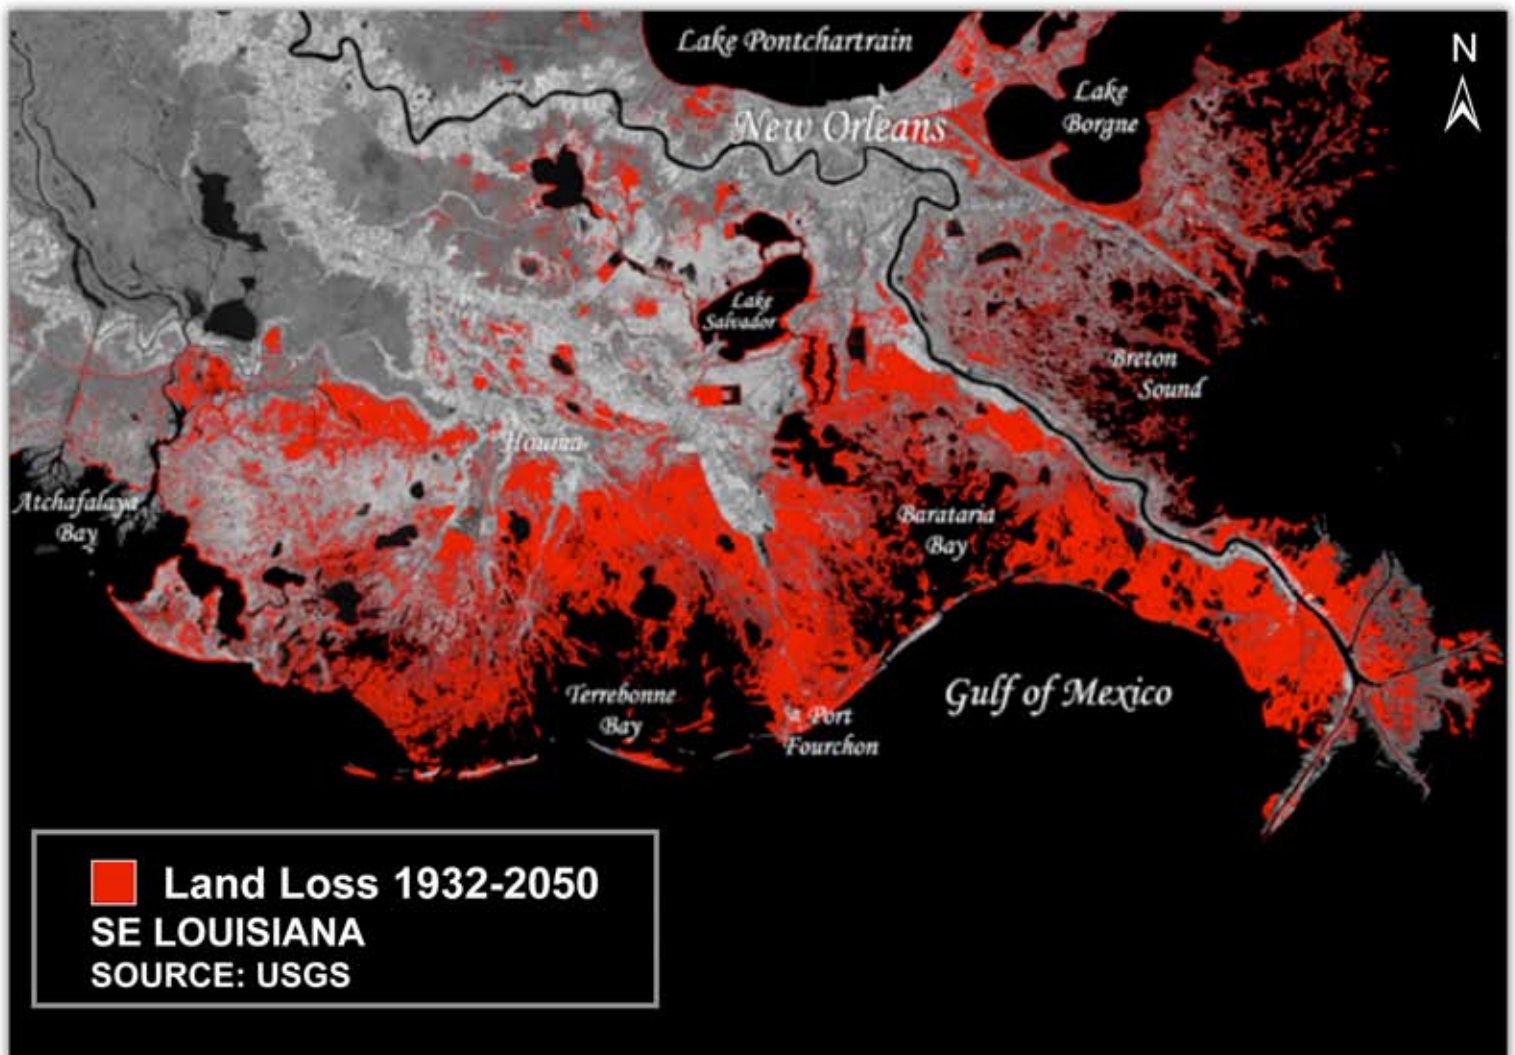 Lake Pontchartrain
N
Lake
Borgne
New Orleans
Lake
Salvador
Breton
Sound
Houma
Atchafalaya
Bay
Barataria
Bay
Terrebonne
Bay
Gulf of Mexico
Port
Fourchon
Land Loss 1932-2050
SE LOUISIANA
SOURCE: USGS